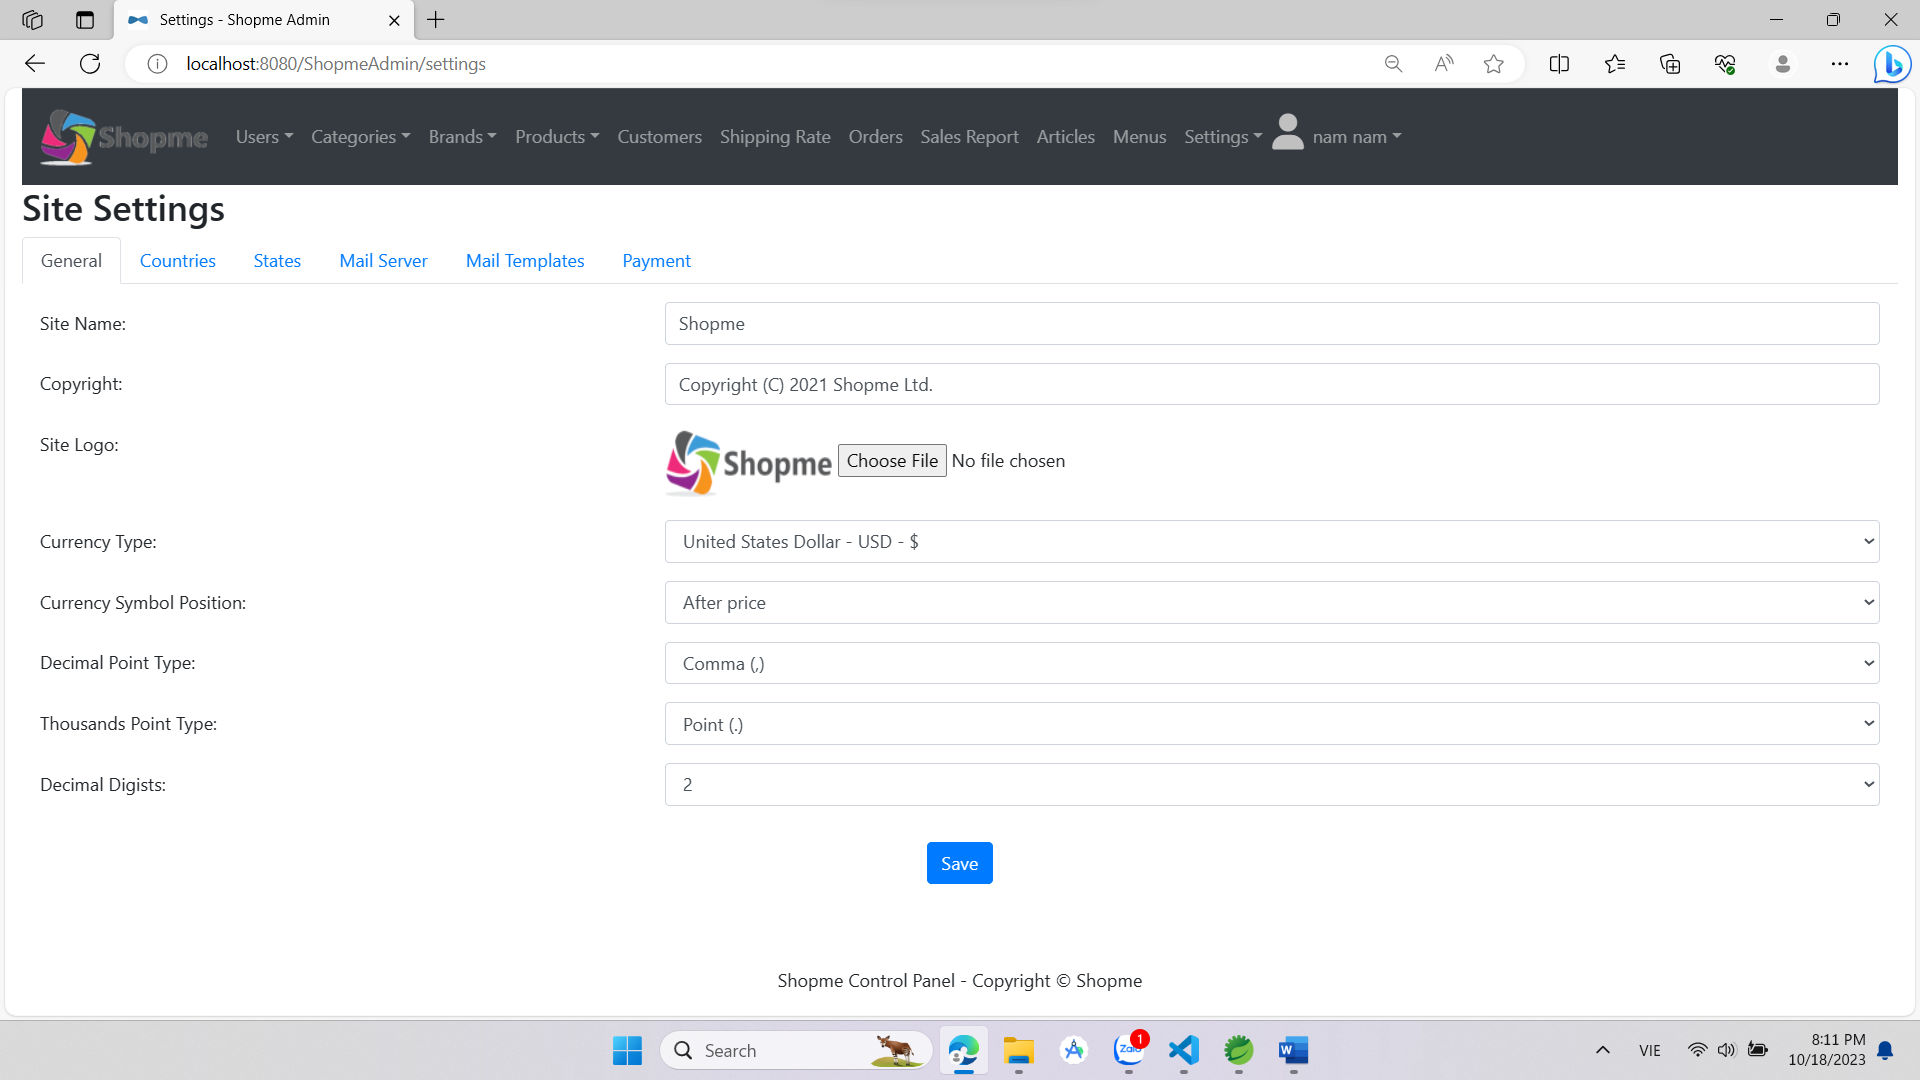 Settings - Shopme Admin
localhost:8080/ShopmeAdmin/settings
Shopme Users Categories Brands Products Customers Shipping Rate Orders Sales Report Articles Menus Settings nam nam
Site Settings
General Countries States Mail Server Mail Templates Payment
Site Name: Shopme
Copyright: Copyright (C) 2021 Shopme Ltd.
Site Logo: Shopme Choose File No file chosen
Currency Type: United States Dollar - USD - $
Currency Symbol Position: After price
Decimal Point Type: Comma (,)
Thousands Point Type: Point (.)
Decimal Digists: 2
Save
Shopme Control Panel - Copyright © Shopme
Search Zalo 1 W VIE 8:11 PM
10/18/2023